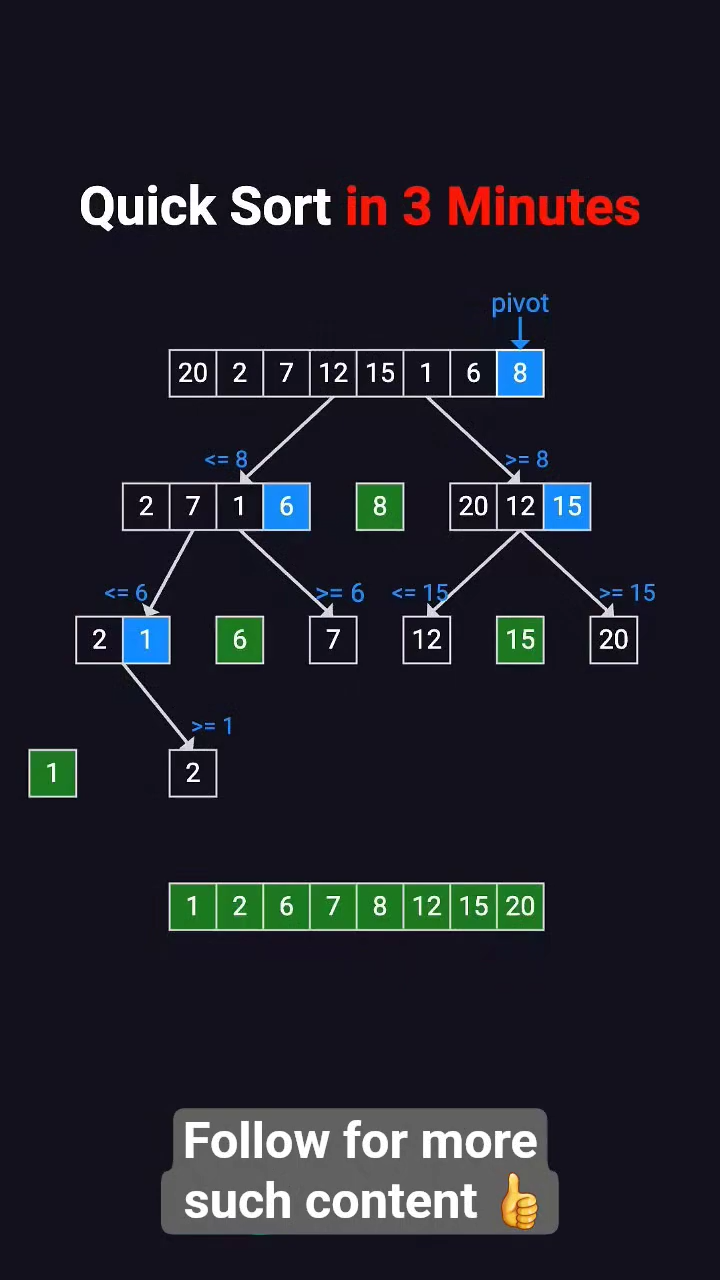 Quick Sort in 3 Minutes
pivot
20 2 7 12 15 1 6 8
<= 8 >= 8
2 7 1 6 8 20 12 15
<= 6 >= 6 <= 15 >= 15
2 1 6 7 12 15 20
>= 1
1 2
1 2 6 7 8 12 15 20
Follow for more
such content 👍